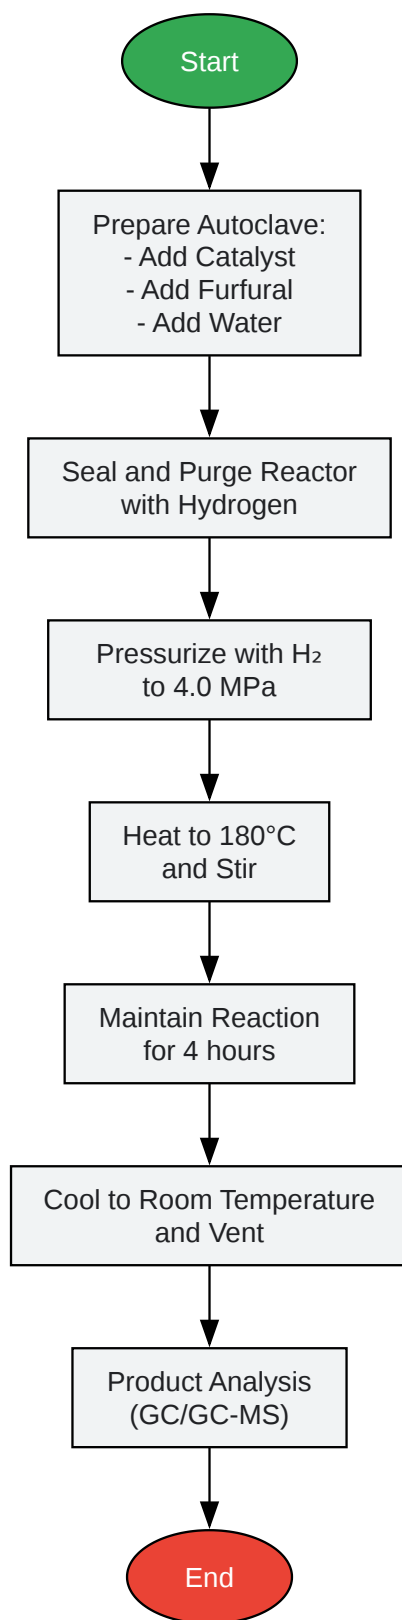 Start
Prepare Autoclave:
- Add Catalyst
- Add Furfural
- Add Water
Seal and Purge Reactor
with Hydrogen
Pressurize with H₂
to 4.0 MPa
Heat to 180°C
and Stir
Maintain Reaction
for 4 hours
Cool to Room Temperature
and Vent
Product Analysis
(GC/GC-MS)
End